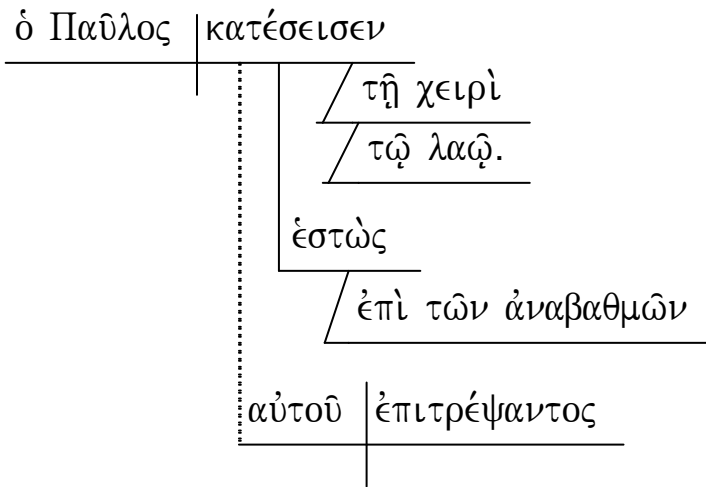 ὁ Παῦλος κατέσεισεν
τῇ χειρὶ
τῷ λαῷ.
ἑστὼς
ἐπὶ τῶν ἀναβαθμῶν
αὐτοῦ ἐπιτρέψαντος